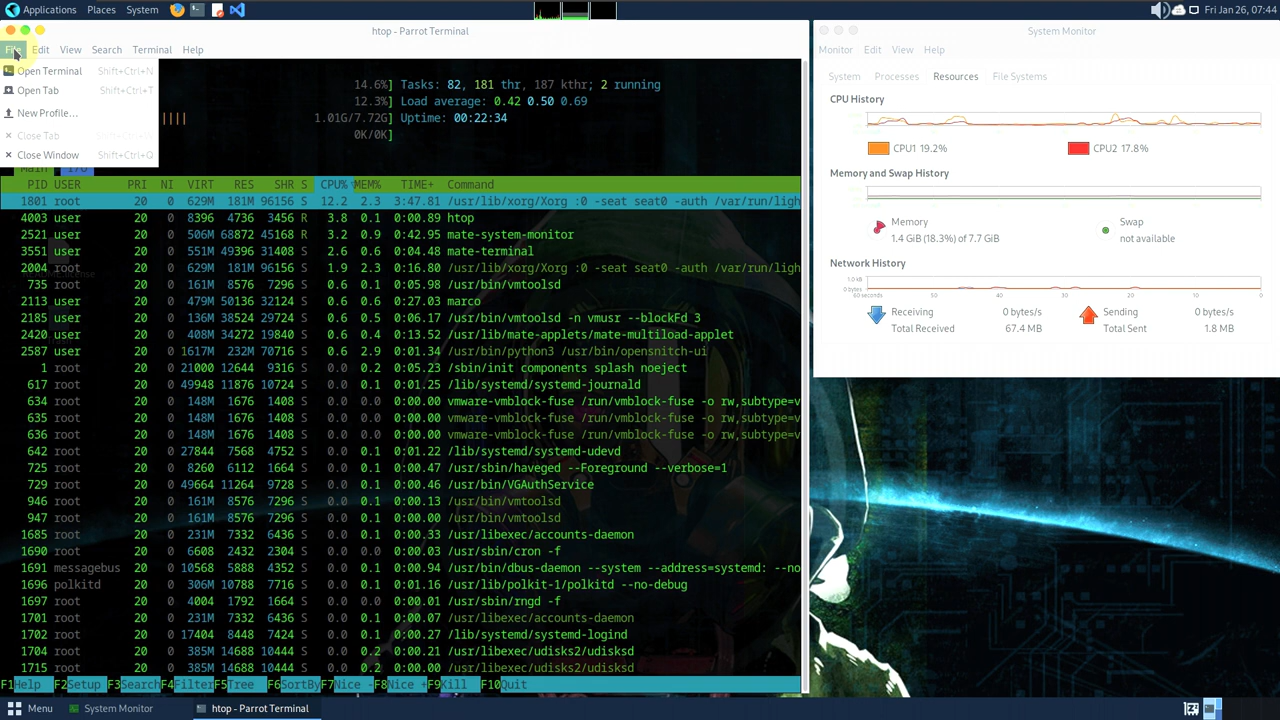 Applications Places System
Fri Jan 26, 07:44
htop - Parrot Terminal
File Edit View Search Terminal Help
Open Terminal Shift+Ctrl+N
Open Tab Shift+Ctrl+T
New Profile...
Close Tab Shift+Ctrl+W
Close Window Shift+Ctrl+Q
14.6%] Tasks: 82, 181 thr, 187 kthr; 2 running
12.3%] Load average: 0.42 0.50 0.69
||||1.01G/7.72G] Uptime: 00:22:34
0K/0K]
Main I/O
PID USER PRI NI VIRT RES SHR S CPU% MEM% TIME+ Command
1801 root 20 0 629M 181M 96156 S 12.2 2.3 3:47.81 /usr/lib/xorg/Xorg :0 -seat seat0 -auth /var/run/ligh
4003 user 20 0 8396 4736 3456 R 3.8 0.1 0:00.89 htop
2521 user 20 0 506M 68872 45168 R 3.2 0.9 0:42.95 mate-system-monitor
3551 user 20 0 551M 49396 31408 S 2.6 0.6 0:04.48 mate-terminal
2004 root 20 0 629M 181M 96156 S 1.9 2.3 0:16.80 /usr/lib/xorg/Xorg :0 -seat seat0 -auth /var/run/ligh
735 root 20 0 161M 8576 7296 S 0.6 0.1 0:05.98 /usr/bin/vmtoolsd
2113 user 20 0 479M 50136 32124 S 0.6 0.6 0:27.03 marco
2185 user 20 0 136M 38524 29724 S 0.6 0.5 0:06.17 /usr/bin/vmtoolsd -n vmusr --blockFd 3
2420 user 20 0 408M 34272 19840 S 0.6 0.4 0:13.52 /usr/lib/mate-applets/mate-multiload-applet
2587 user 20 0 1617M 232M 70716 S 0.6 2.9 0:01.34 /usr/bin/python3 /usr/bin/opensnitch-ui
1 root 20 0 21000 12644 9300 S 0.0 0.2 0:05.23 /sbin/init components splash noeject
617 root 20 0 49948 11876 10724 S 0.0 0.1 0:01.25 /lib/systemd/systemd-journald
634 root 20 0 148M 1676 1408 S 0.0 0.0 0:00.00 vmware-vmblock-fuse /run/vmblock-fuse -o rw,subtype=v
635 root 20 0 148M 1676 1408 S 0.0 0.0 0:00.00 vmware-vmblock-fuse /run/vmblock-fuse -o rw,subtype=v
636 root 20 0 148M 1676 1408 S 0.0 0.0 0:00.00 vmware-vmblock-fuse /run/vmblock-fuse -o rw,subtype=v
642 root 20 0 27844 7568 4752 S 0.0 0.1 0:01.22 /lib/systemd/systemd-udevd
725 root 20 0 8260 6112 1664 S 0.0 0.1 0:00.47 /usr/sbin/haveged --Foreground --verbose=1
729 root 20 0 49664 11264 9728 S 0.0 0.1 0:00.46 /usr/bin/VGAuthService
946 root 20 0 161M 8576 7296 S 0.0 0.1 0:00.13 /usr/bin/vmtoolsd
947 root 20 0 161M 8576 7296 S 0.0 0.1 0:00.00 /usr/bin/vmtoolsd
1685 root 20 0 231M 7332 6436 S 0.0 0.1 0:00.33 /usr/libexec/accounts-daemon
1690 root 20 0 6608 2432 2304 S 0.0 0.0 0:00.03 /usr/sbin/cron -f
1691 messagebus 20 0 10568 5888 4352 S 0.0 0.1 0:00.94 /usr/bin/dbus-daemon --system --address=systemd: --no
1696 polkitd 20 0 306M 10788 7716 S 0.0 0.1 0:01.16 /usr/lib/polkit-1/polkitd --no-debug
1697 root 20 0 4004 1792 1664 S 0.0 0.0 0:00.01 /usr/sbin/rngd -f
1701 root 20 0 231M 7332 6436 S 0.0 0.1 0:00.07 /usr/libexec/accounts-daemon
1702 root 20 0 17404 8448 7424 S 0.0 0.1 0:00.27 /lib/systemd/systemd-logind
1704 root 20 0 385M 14688 10444 S 0.0 0.2 0:00.21 /usr/libexec/udisks2/udisksd
1715 root 20 0 385M 14688 10444 S 0.0 0.2 0:00.00 /usr/libexec/udisks2/udisksd
F1Help F2Setup F3SearchF4FilterF5Tree F6SortByF7Nice -F8Nice +F9Kill F10Quit
System Monitor
Monitor Edit View Help
System Processes Resources File Systems
CPU History
CPU1 19.2% CPU2 17.8%
Memory and Swap History
Memory
1.4 GiB (18.3%) of 7.7 GiB
Swap
not available
Network History
1.0 kB
0 bytes/s
60 seconds 50 40 30 20 10 0
Receiving 0 bytes/s
Total Received 67.4 MB
Sending 0 bytes/s
Total Sent 1.8 MB
Menu System Monitor htop - Parrot Terminal